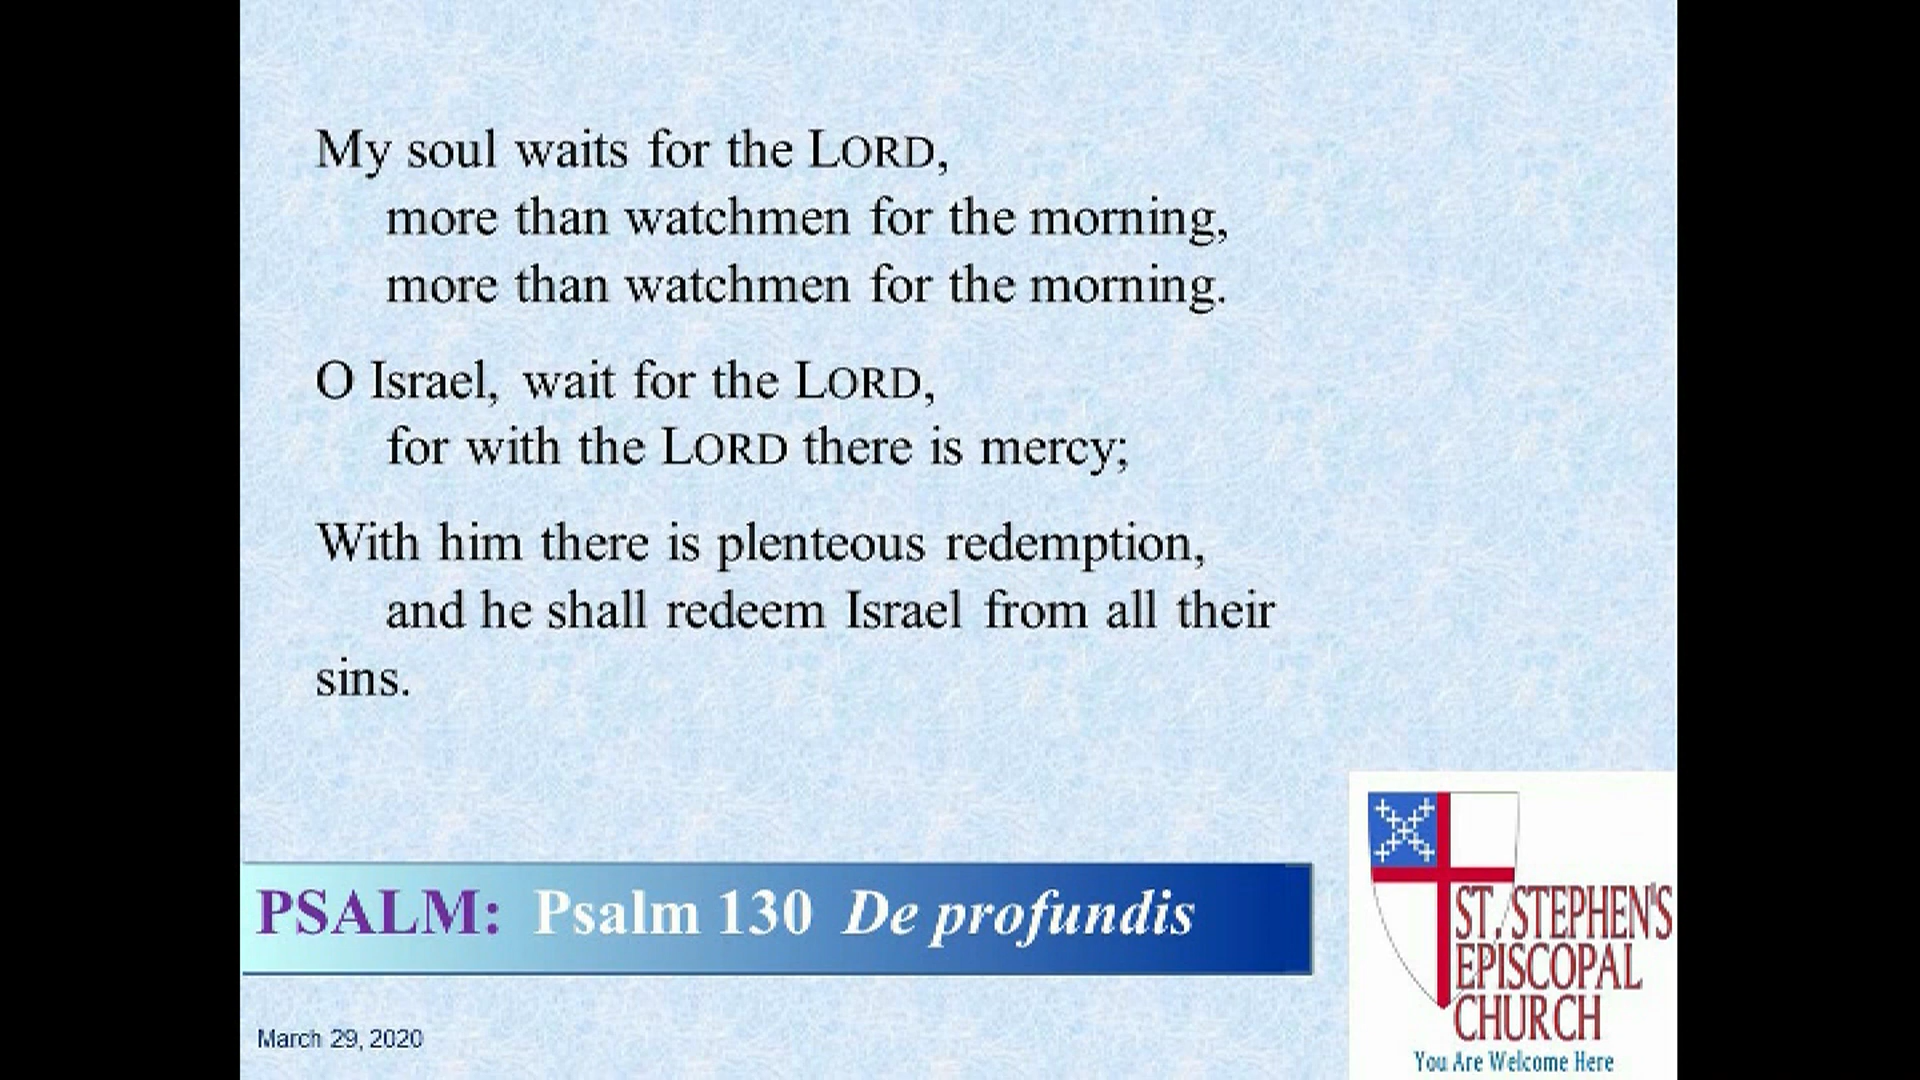 My soul waits for the LORD,
more than watchmen for the morning,
more than watchmen for the morning.
O Israel, wait for the LORD,
for with the LORD there is mercy;
With him there is plenteous redemption,
and he shall redeem Israel from all their
sins.
PSALM: Psalm 130 De profundis
March 29, 2020
ST. STEPHEN'S
EPISCOPAL
CHURCH
You Are Welcome Here